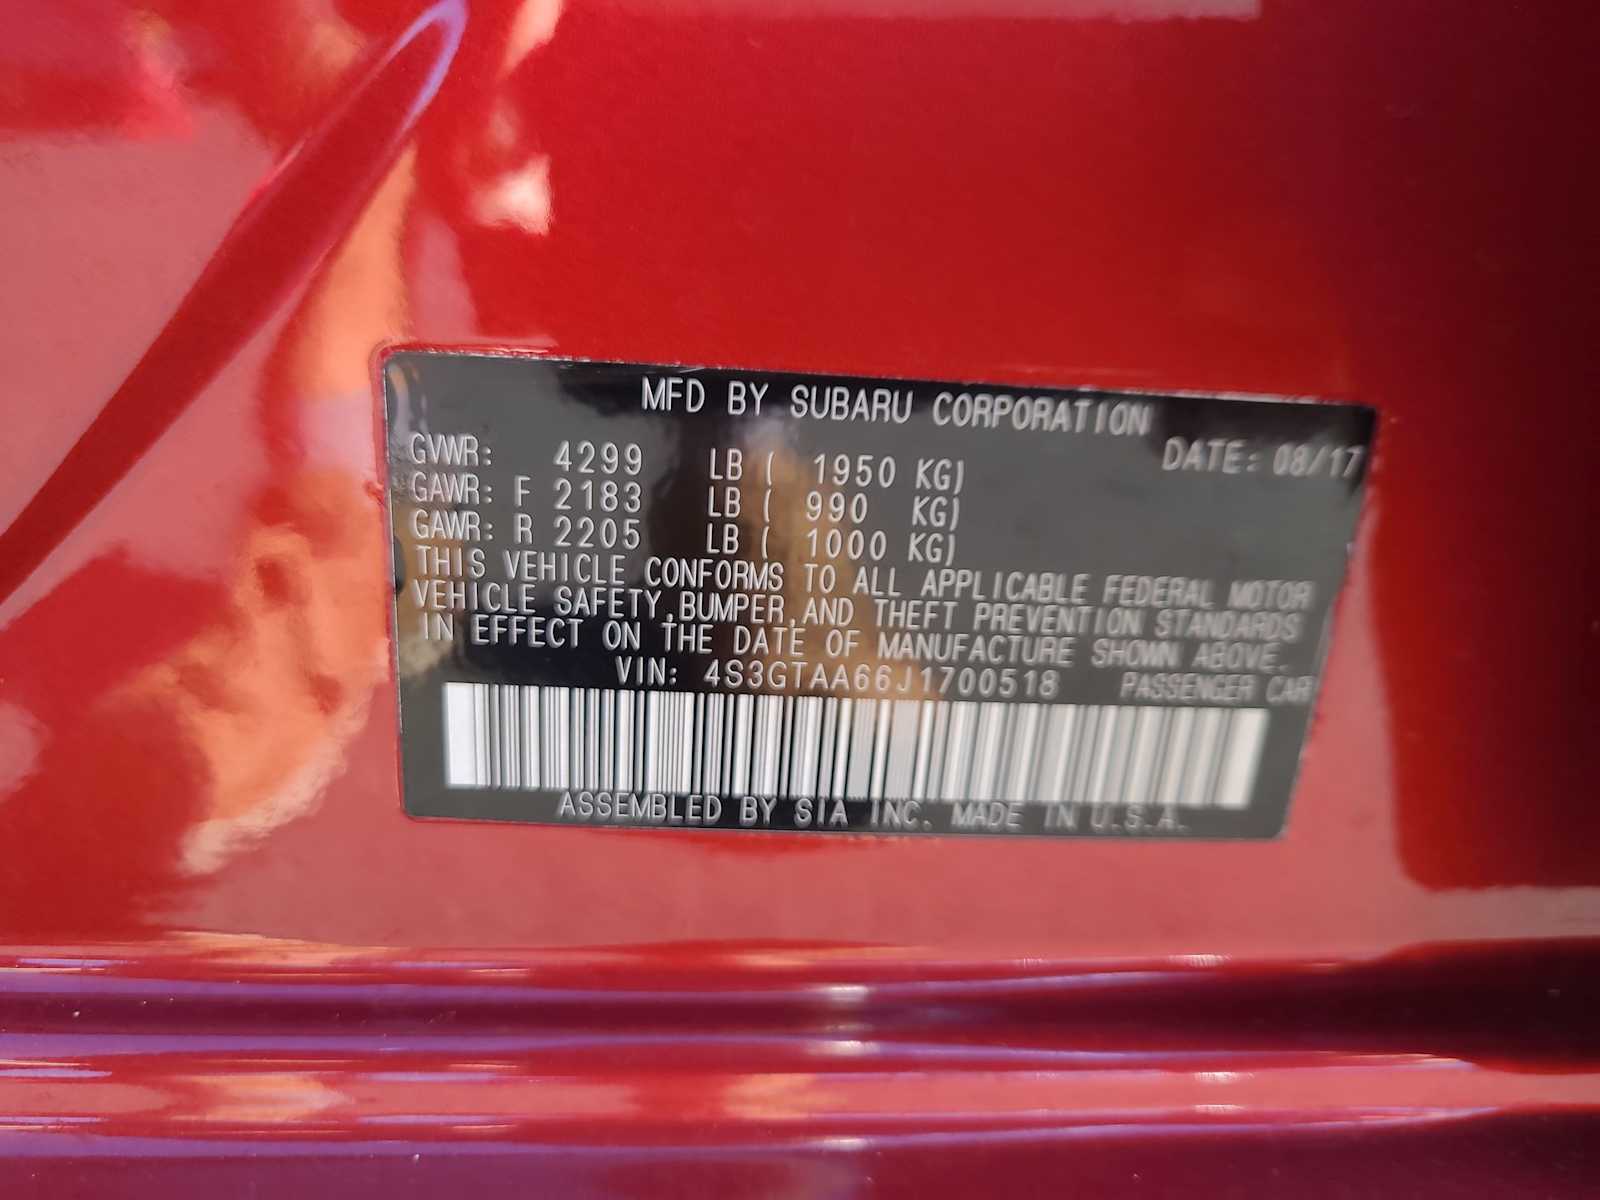 MFD BY SUBARU CORPORATION
GVWR: 4299 LB ( 1950 KG) DATE: 08/17
GAWR: F 2183 LB ( 990 KG)
GAWR: R 2205 LB ( 1000 KG)
THIS VEHICLE CONFORMS TO ALL APPLICABLE FEDERAL MOTOR
VEHICLE SAFETY,BUMPER,AND THEFT PREVENTION STANDARDS
IN EFFECT ON THE DATE OF MANUFACTURE SHOWN ABOVE.
VIN: 4S3GTAA66J1700518 PASSENGER CAR
ASSEMBLED BY SIA INC. MADE IN U.S.A.